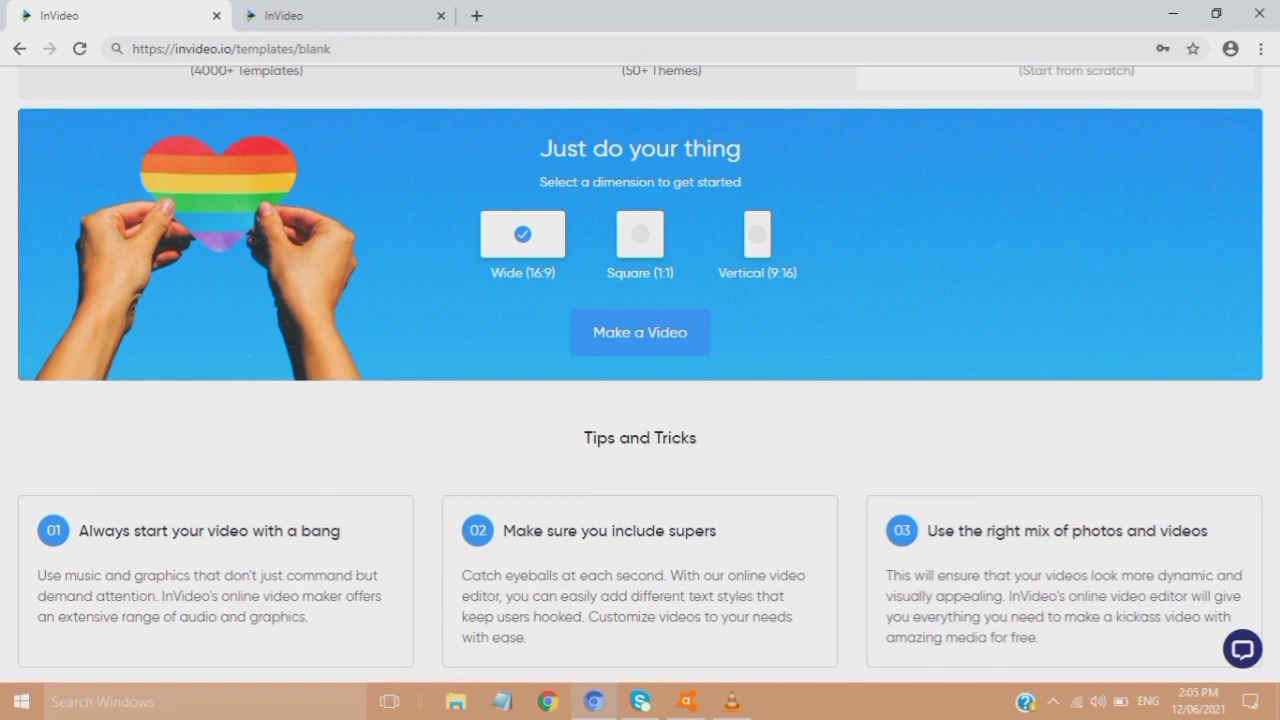 InVideo
InVideo
https://invideo.io/templates/blank
(4000+ Templates)
(50+ Themes)
(Start from scratch)
Just do your thing
Select a dimension to get started
Wide (16:9)
Square (1:1)
Vertical (9:16)
Make a Video
Tips and Tricks
01 Always start your video with a bang
Use music and graphics that don't just command but
demand attention. InVideo's online video maker offers
an extensive range of audio and graphics.
02 Make sure you include supers
Catch eyeballs at each second. With our online video
editor, you can easily add different text styles that
keep users hooked. Customize videos to your needs
with ease.
03 Use the right mix of photos and videos
This will ensure that your videos look more dynamic and
visually appealing. InVideo's online video editor will give
you everything you need to make a kickass video with
amazing media for free.
Search Windows
ENG
2:05 PM
12/06/2021